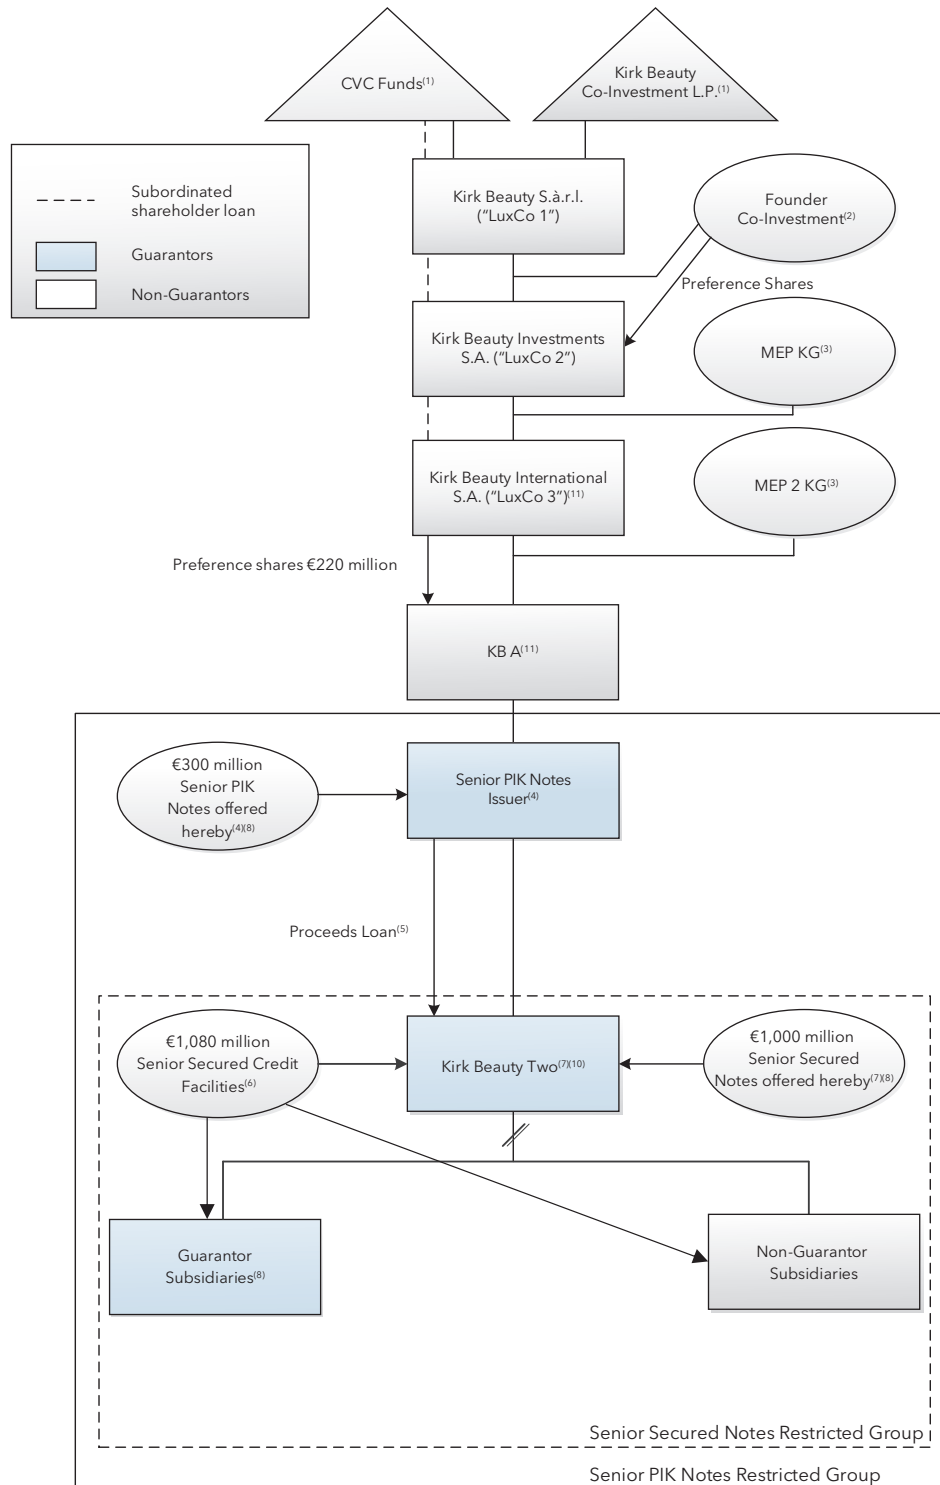 CVC Funds(1)
Kirk Beauty
Co-Investment L.P.(1)
Subordinated
shareholder loan
Guarantors
Non-Guarantors
Kirk Beauty S.à.r.l.
(“LuxCo 1”)
Founder
Co-Investment(2)
Preference Shares
Kirk Beauty Investments
S.A. (“LuxCo 2”)
MEP KG(3)
Kirk Beauty International
S.A. (“LuxCo 3”)(11)
MEP 2 KG(3)
Preference shares €220 million
KB A(11)
€300 million
Senior PIK
Notes offered
hereby(4)(8)
Senior PIK Notes
Issuer(4)
Proceeds Loan(5)
€1,080 million
Senior Secured Credit
Facilities(6)
Kirk Beauty Two(7)(10)
€1,000 million
Senior Secured
Notes offered hereby(7)(8)
Guarantor
Subsidiaries(8)
Non-Guarantor
Subsidiaries
Senior Secured Notes Restricted Group
Senior PIK Notes Restricted Group